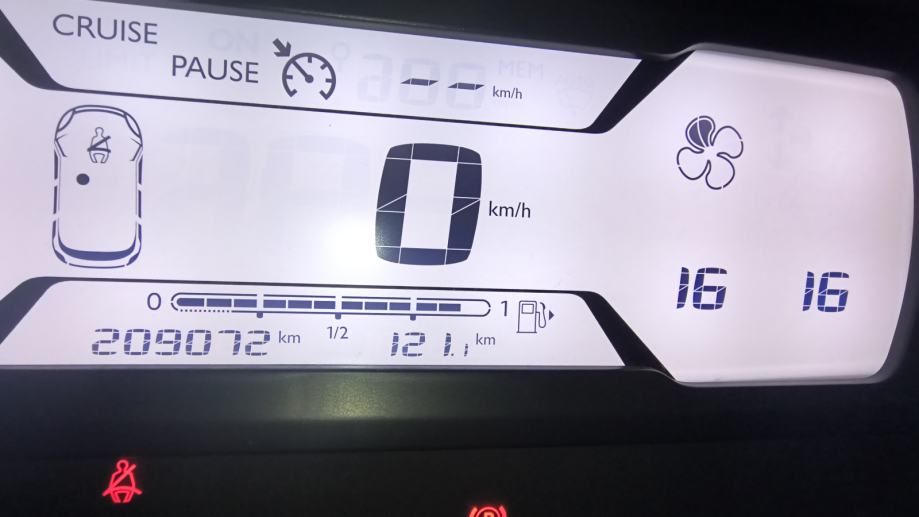 CRUISE
PAUSE
-- km/h
0 km/h
0 1/2 1
209072 km 121.1 km
16 16